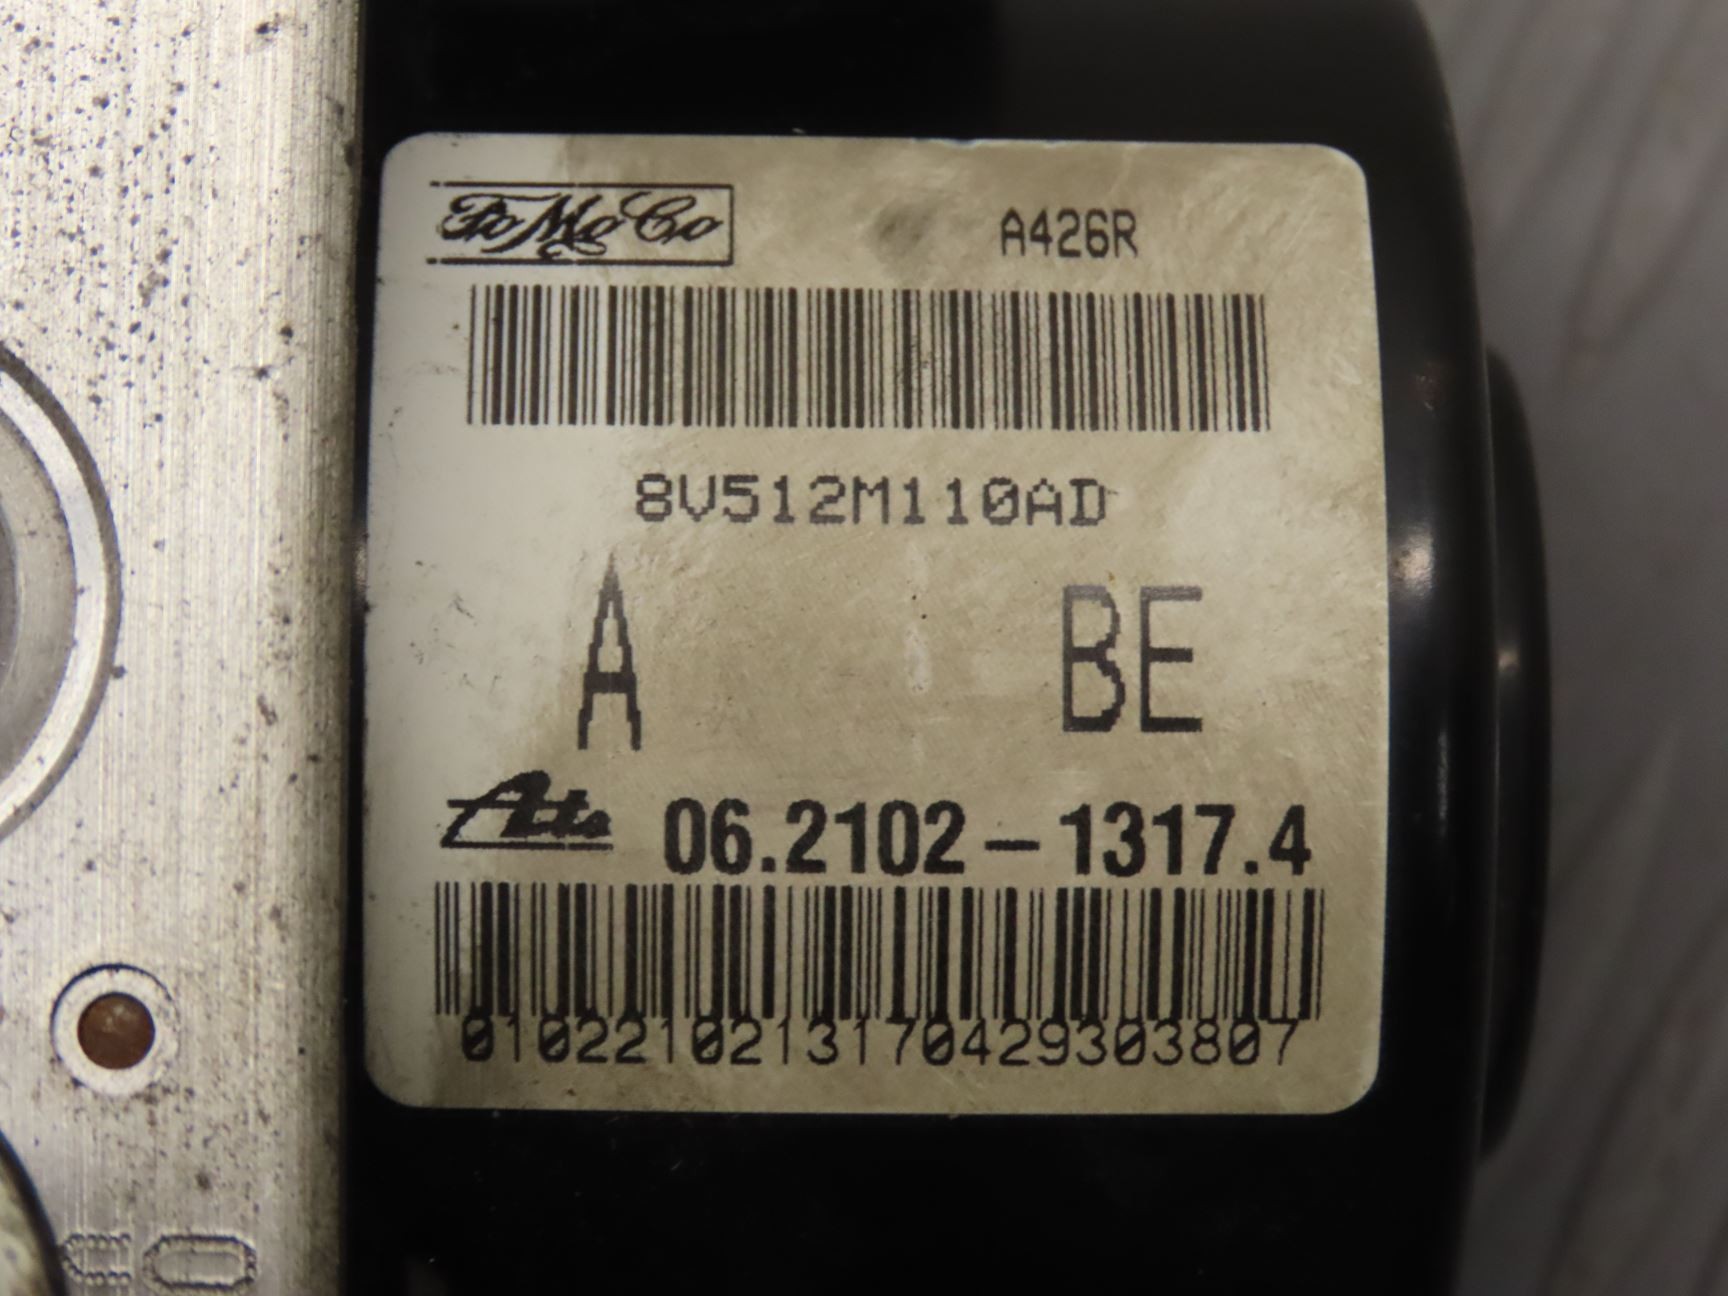 FoMoCo A426R
8V512M110AD
A BE
Ate 06.2102-1317.4
0102210213170429303807